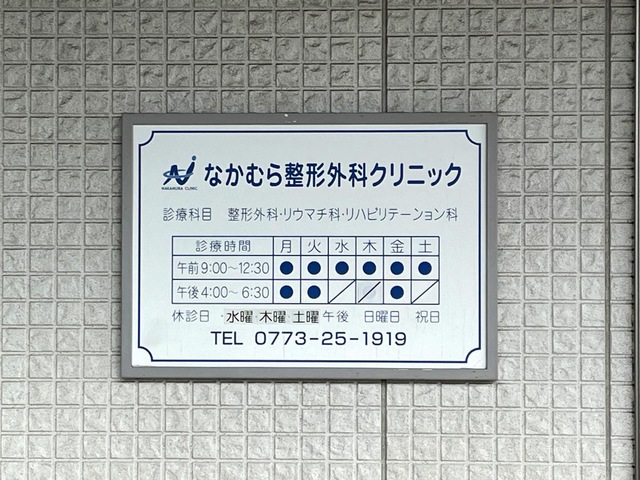 なかむら整形外科クリニック
NAKAMURA CLINIC
診療科目 整形外科・リウマチ科・リハビリテーション科
診療時間 月 火 水 木 金 土
午前 9:00〜12:30 ● ● ● ● ● ●
午後 4:00〜6:30 ● ● ／ ／ ● ／
休診日・水曜・木曜・土曜午後 日曜日 祝日
TEL 0773-25-1919